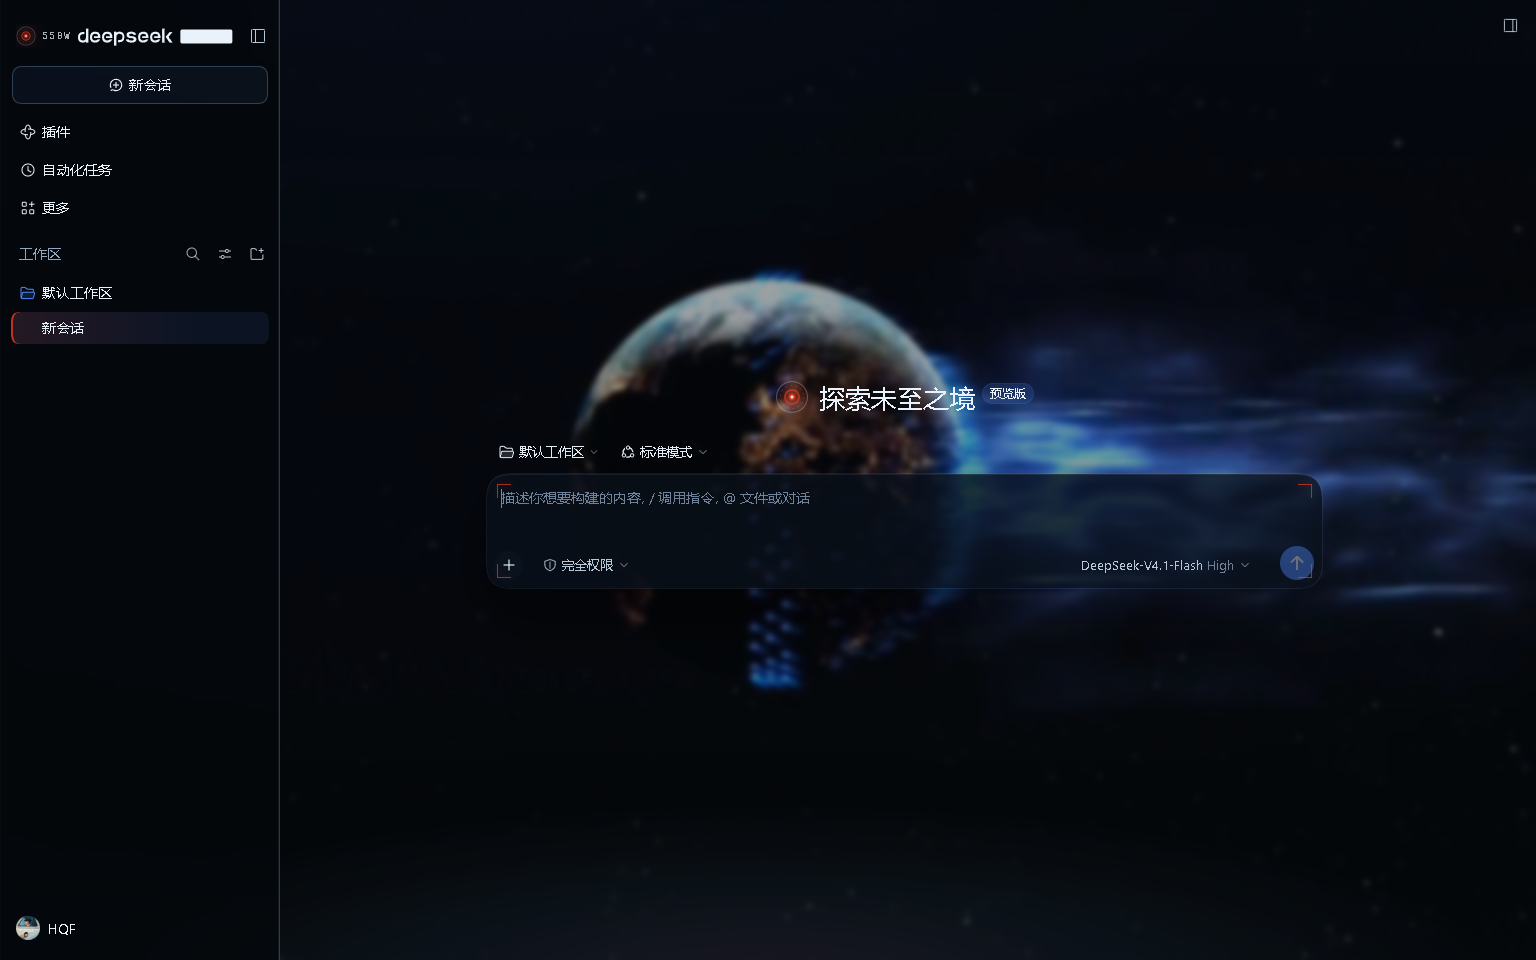 550W deepseek
新会话
插件
自动化任务
更多
工作区
默认工作区
新会话
HQF
探索未至之境 预览版
默认工作区 标准模式
描述你想要构建的内容, / 调用指令, @ 文件或对话
完全权限 DeepSeek-V4.1-Flash High